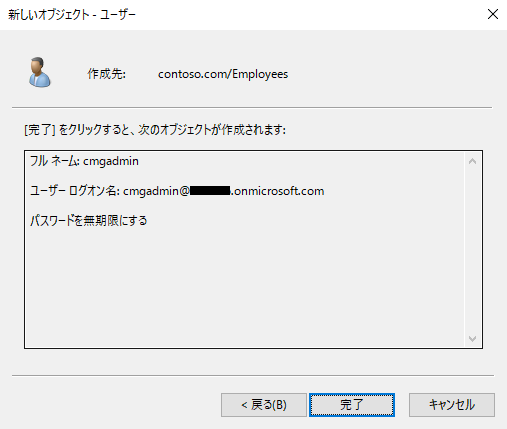 新しいオブジェクト - ユーザー
作成先: contoso.com/Employees
[完了] をクリックすると、次のオブジェクトが作成されます:
フル ネーム: cmgadmin
ユーザー ログオン名: cmgadmin@.onmicrosoft.com
パスワードを無期限にする
< 戻る(B) 完了 キャンセル